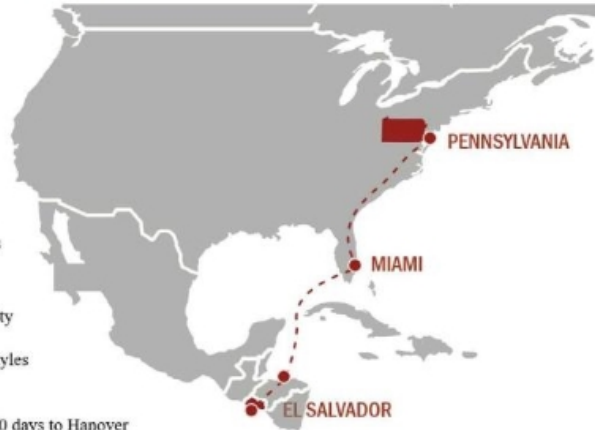 PENNSYLVANIA
MIAMI
ty
yles
EL SALVADOR
0 days to Hanover